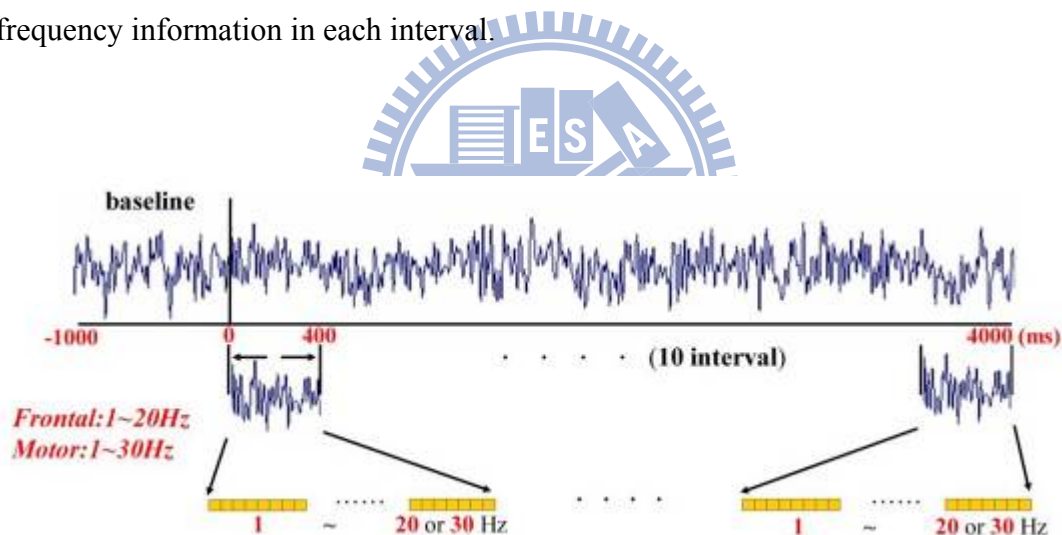 frequency information in each interval.
ES
A
baseline
-1000 0 400 4000 (ms)
. . . . (10 interval)
Frontal:1~20Hz
Motor:1~30Hz
...... . . . . ......
1 ~ 20 or 30 Hz 1 ~ 20 or 30 Hz